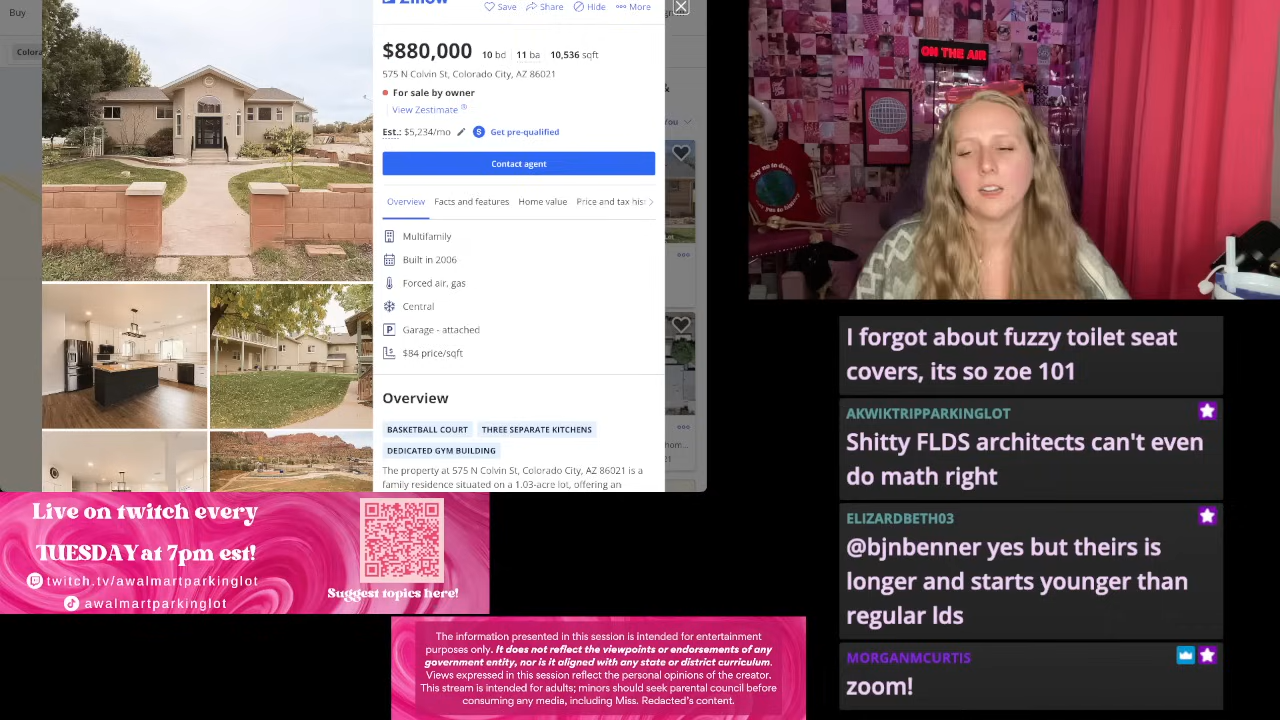 Buy
Save
Share
Hide
More
$880,000
10 bd
11 ba
10,536 sqft
575 N Colvin St, Colorado City, AZ 86021
For sale by owner
View Zestimate
Est.: $5,234/mo
Get pre-qualified
Contact agent
Overview
Facts and features
Home value
Price and tax his
Multifamily
Built in 2006
Forced air, gas
Central
Garage - attached
$84 price/sqft
Overview
BASKETBALL COURT
THREE SEPARATE KITCHENS
DEDICATED GYM BUILDING
The property at 575 N Colvin St, Colorado City, AZ 86021 is a
family residence situated on a 1.03-acre lot, offering an
ON THE AIR
I forgot about fuzzy toilet seat
covers, its so zoe 101
AKWIKTRIPPARKINGLOT
Shitty FLDS architects can't even
do math right
ELIZARDBETH03
@bjnbenner yes but theirs is
longer and starts younger than
regular lds
MORGANMCURTIS
zoom!
Live on twitch every
TUESDAY at 7pm est!
twitch.tv/awalmartparkinglot
awalmartparkinglot
Suggest topics here!
The information presented in this session is intended for entertainment
purposes only. It does not reflect the viewpoints or endorsements of any
government entity, nor is it aligned with any state or district curriculum.
Views expressed in this session reflect the personal opinions of the creator.
This stream is intended for adults; minors should seek parental council before
consuming any media, including Miss. Redacted's content.